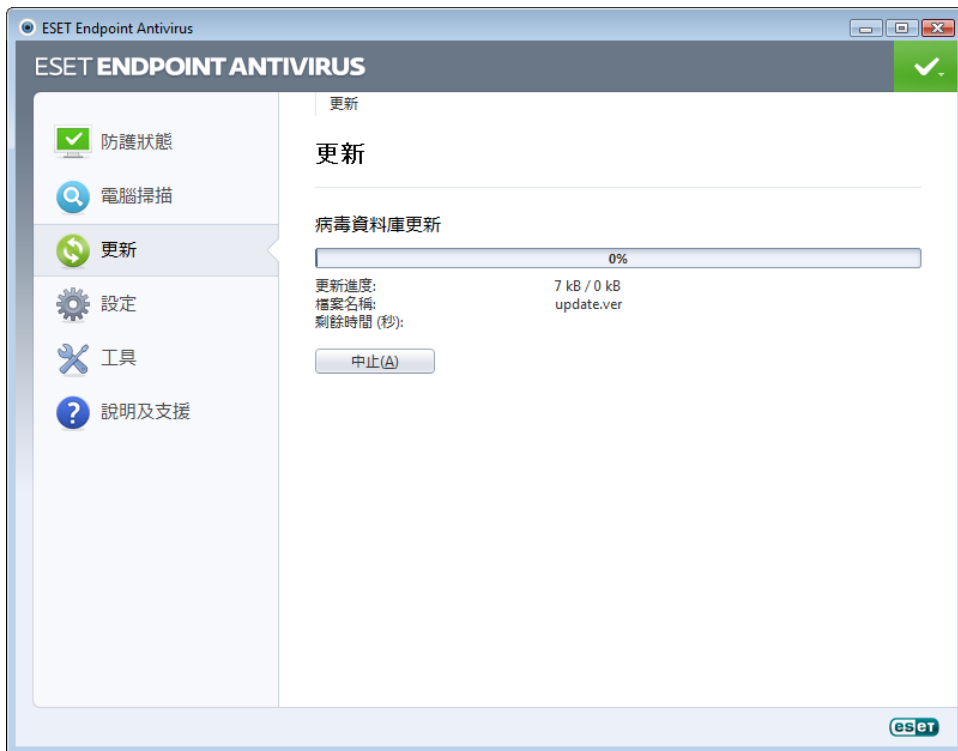 ESET Endpoint Antivirus
ESET ENDPOINT ANTIVIRUS
防護狀態
電腦掃描
更新
設定
工具
說明及支援
更新
更新
病毒資料庫更新
0%
更新進度: 7 kB / 0 kB
檔案名稱: update.ver
剩餘時間 (秒):
中止(A)
eseT